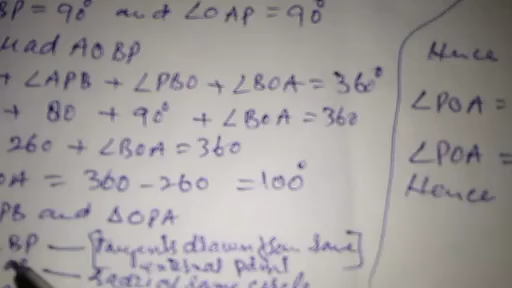 BP = 90° and ∠OAP = 90°
uad AOBP
+ ∠APB + ∠PBO + ∠BOA = 360°
+ 80 + 90° + ∠BOA = 360
260 + ∠BOA = 360
OA = 360 - 260 = 100°
PB and △OPA
BP — [Tangents drawn from same
external point]
— Radii of same circle
Hence
∠POA =
∠POA =
Hence